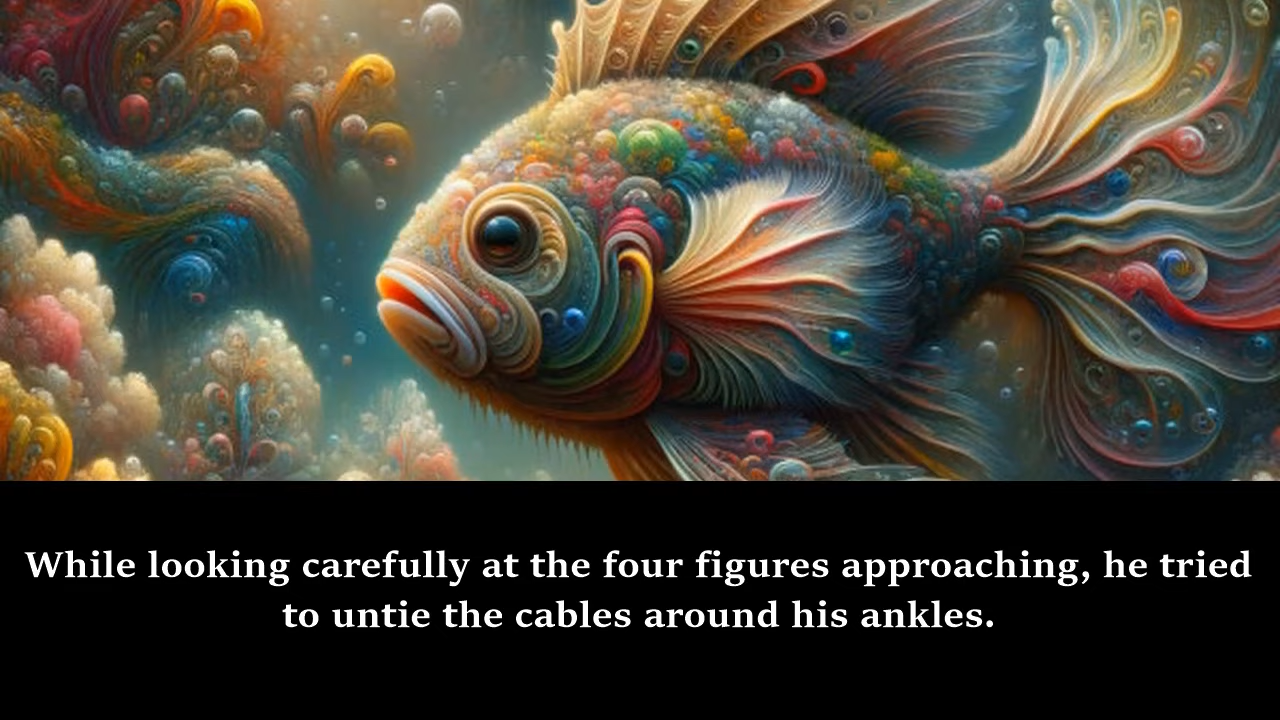 While looking carefully at the four figures approaching, he tried
to untie the cables around his ankles.